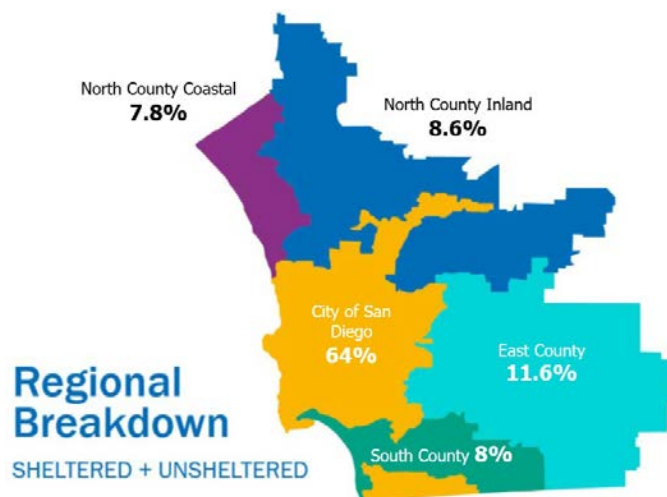 North County Coastal
7.8%
North County Inland
8.6%
City of San
Diego
64%
East County
11.6%
South County 8%
Regional
Breakdown
SHELTERED + UNSHELTERED